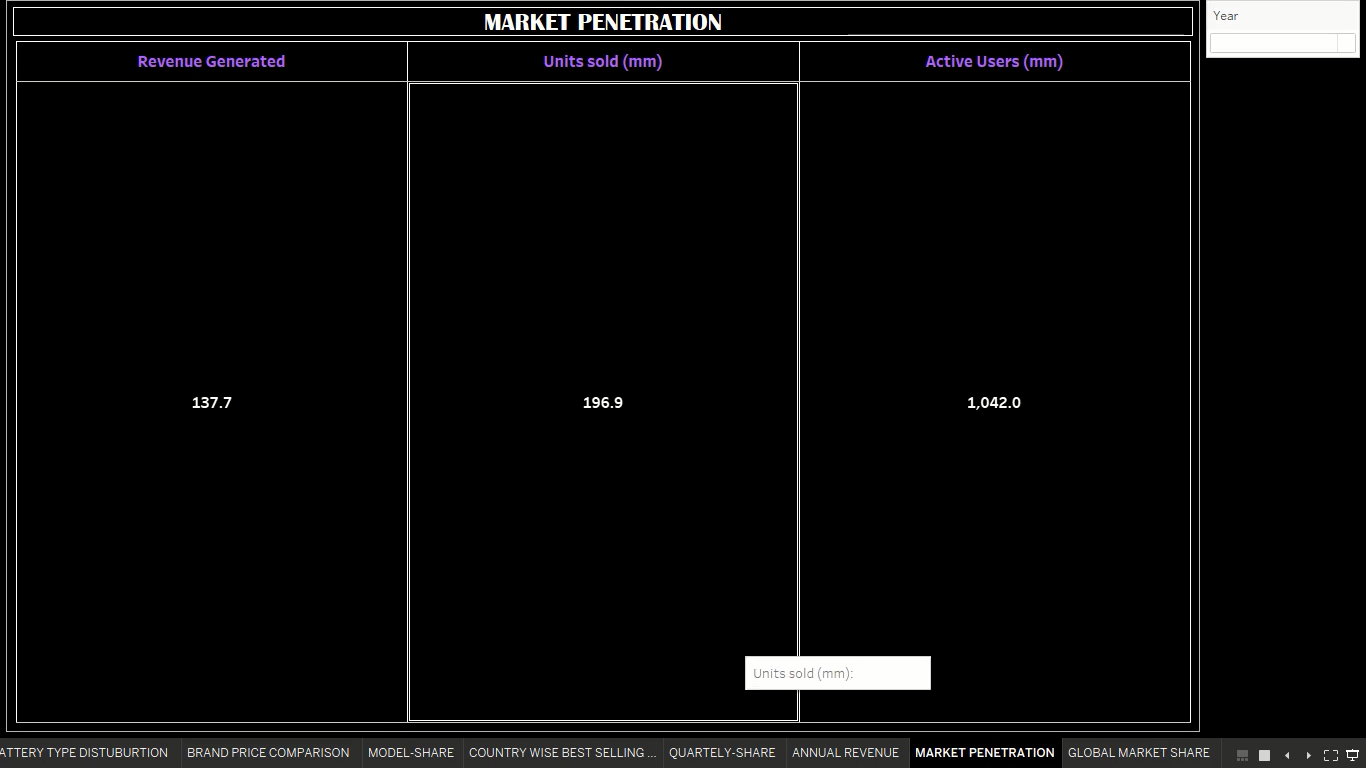 MARKET PENETRATION
Year
Revenue Generated
Units sold (mm)
Active Users (mm)
137.7
196.9
1,042.0
Units sold (mm):
ATTERY TYPE DISTUBURTION
BRAND PRICE COMPARISON
MODEL-SHARE
COUNTRY WISE BEST SELLING ...
QUARTELY-SHARE
ANNUAL REVENUE
MARKET PENETRATION
GLOBAL MARKET SHARE